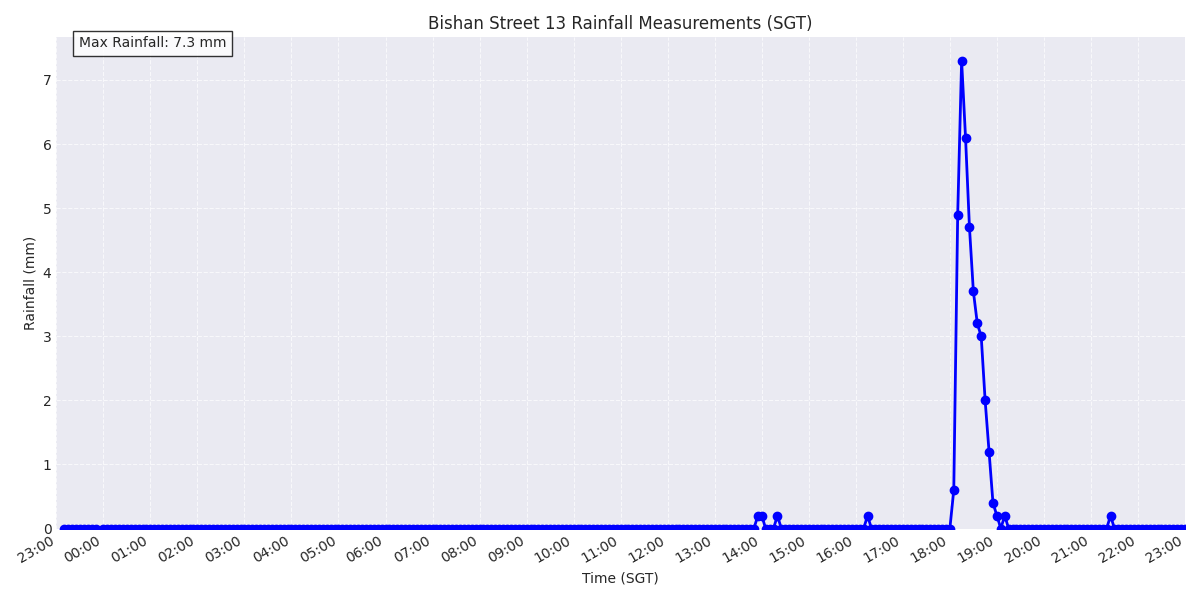 Bishan Street 13 Rainfall Measurements (SGT)
Max Rainfall: 7.3 mm
Rainfall (mm)
7
6
5
4
3
2
1
0
23:00 00:00 01:00 02:00 03:00 04:00 05:00 06:00 07:00 08:00 09:00 10:00 11:00 12:00 13:00 14:00 15:00 16:00 17:00 18:00 19:00 20:00 21:00 22:00 23:00
Time (SGT)